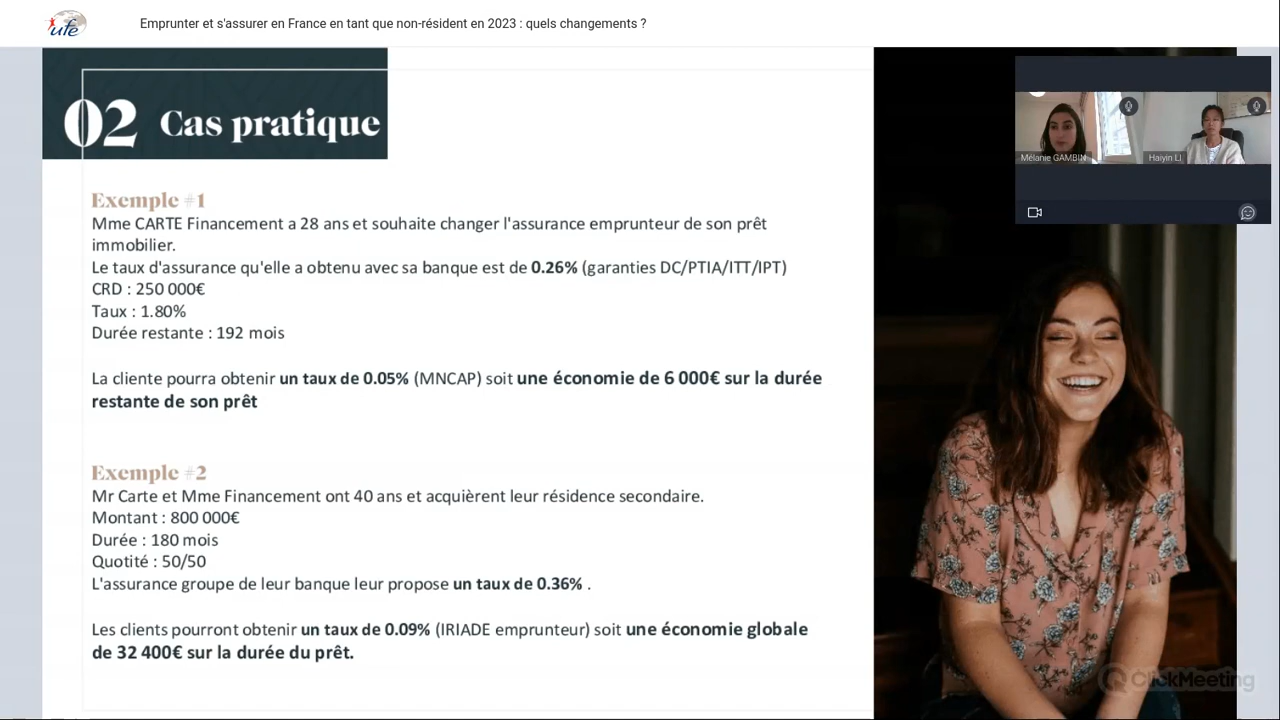 ufe
Emprunter et s'assurer en France en tant que non-résident en 2023 : quels changements ?
02 Cas pratique
Mélanie GAMBIN
Haiyin LI
Exemple #1
Mme CARTE Financement a 28 ans et souhaite changer l'assurance emprunteur de son prêt
immobilier.
Le taux d'assurance qu'elle a obtenu avec sa banque est de 0.26% (garanties DC/PTIA/ITT/IPT)
CRD : 250 000€
Taux : 1.80%
Durée restante : 192 mois
La cliente pourra obtenir un taux de 0.05% (MNCAP) soit une économie de 6 000€ sur la durée
restante de son prêt
Exemple #2
Mr Carte et Mme Financement ont 40 ans et acquièrent leur résidence secondaire.
Montant : 800 000€
Durée : 180 mois
Quotité : 50/50
L'assurance groupe de leur banque leur propose un taux de 0.36% .
Les clients pourront obtenir un taux de 0.09% (IRIADE emprunteur) soit une économie globale
de 32 400€ sur la durée du prêt.
ClickMeeting